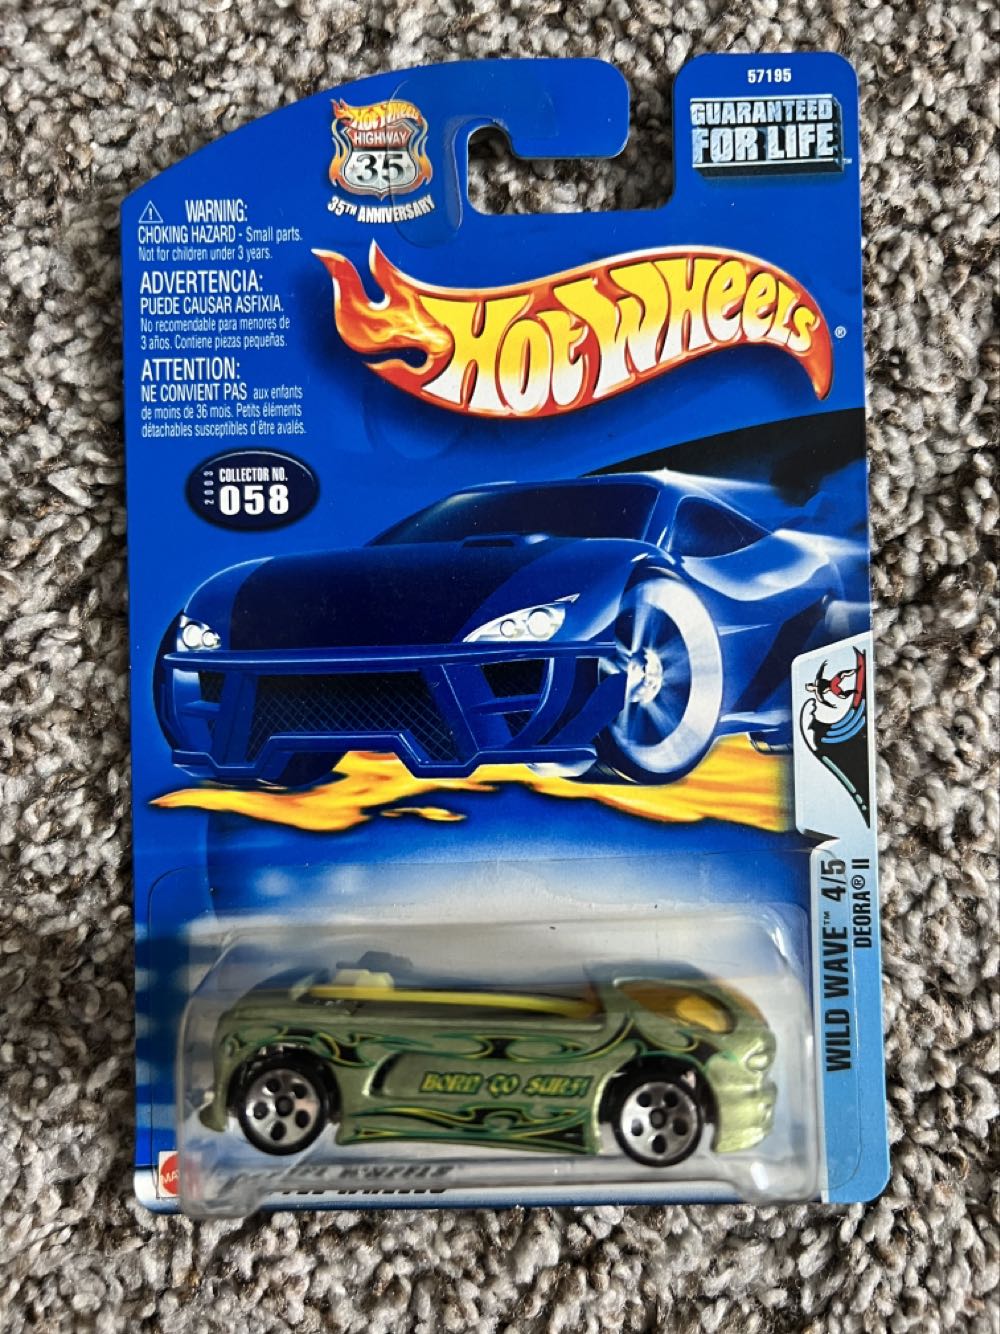 57195
GUARANTEED
FOR LIFE™
HOT WHEELS
HIGHWAY
35
35TH ANNIVERSARY
WARNING:
CHOKING HAZARD - Small parts.
Not for children under 3 years.
ADVERTENCIA:
PUEDE CAUSAR ASFIXIA.
No recomendable para menores de
3 años. Contiene piezas pequeñas.
ATTENTION:
NE CONVIENT PAS aux enfants
de moins de 36 mois. Petits éléments
détachables susceptibles d'être avalés.
HOT WHEELS®
2003
COLLECTOR NO.
058
WILD WAVE™ 4/5
DEORA® II
BORN TO SURF!